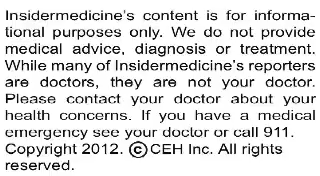 Insidermedicine's content is for informa-
tional purposes only. We do not provide
medical advice, diagnosis or treatment.
While many of Insidermedicine's reporters
are doctors, they are not your doctor.
Please contact your doctor about your
health concerns. If you have a medical
emergency see your doctor or call 911.
Copyright 2012. ©CEH Inc. All rights
reserved.